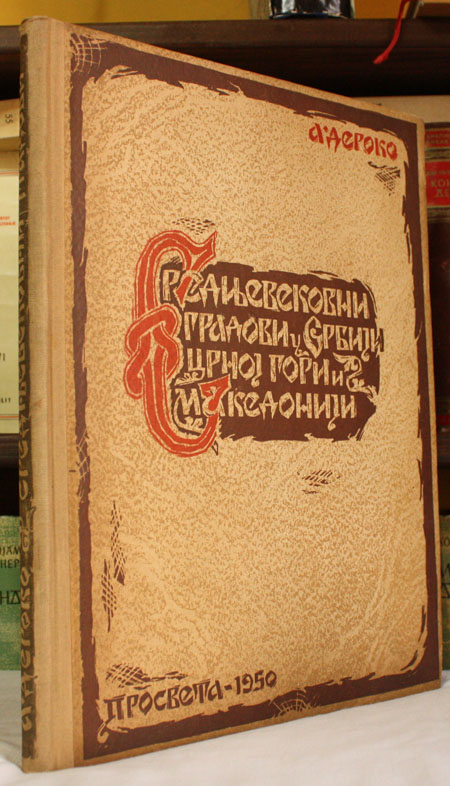 А·ДЕРОКО
СРЕДЊЕВЕКОВНИ
ГРАДОВИ У СРБИЈИ
ЦРНОЈ ГОРИ И
МАКЕДОНИЈИ
ПРОСВЕТА-1950